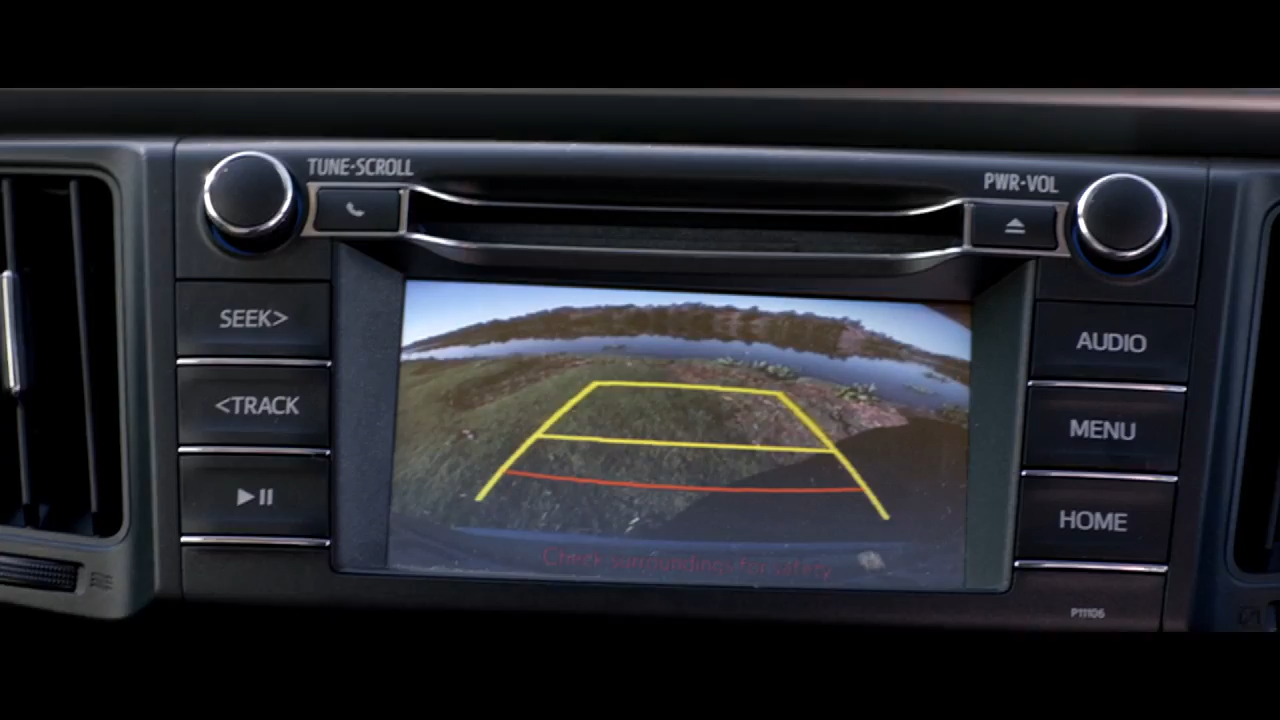 TUNE-SCROLL
PWR-VOL
SEEK>
<TRACK
AUDIO
MENU
HOME
Check surroundings for safety
P11106